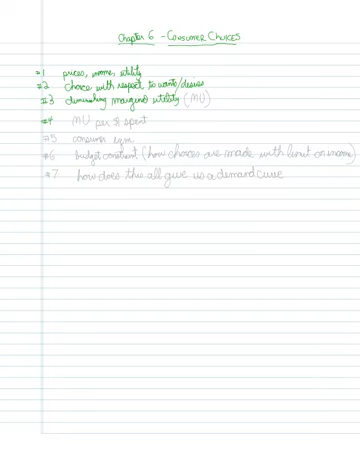 Chapter 6 - CONSUMER CHOICES
#1 prices, income, utility
#2 choice with respect to wants/desires
#3 diminishing marginal utility (MU)
#4 MU per $ spent
#5 consumer eqm
#6 budget constraint (how choices are made with limit on income)
#7 how does this all give us a demand curve